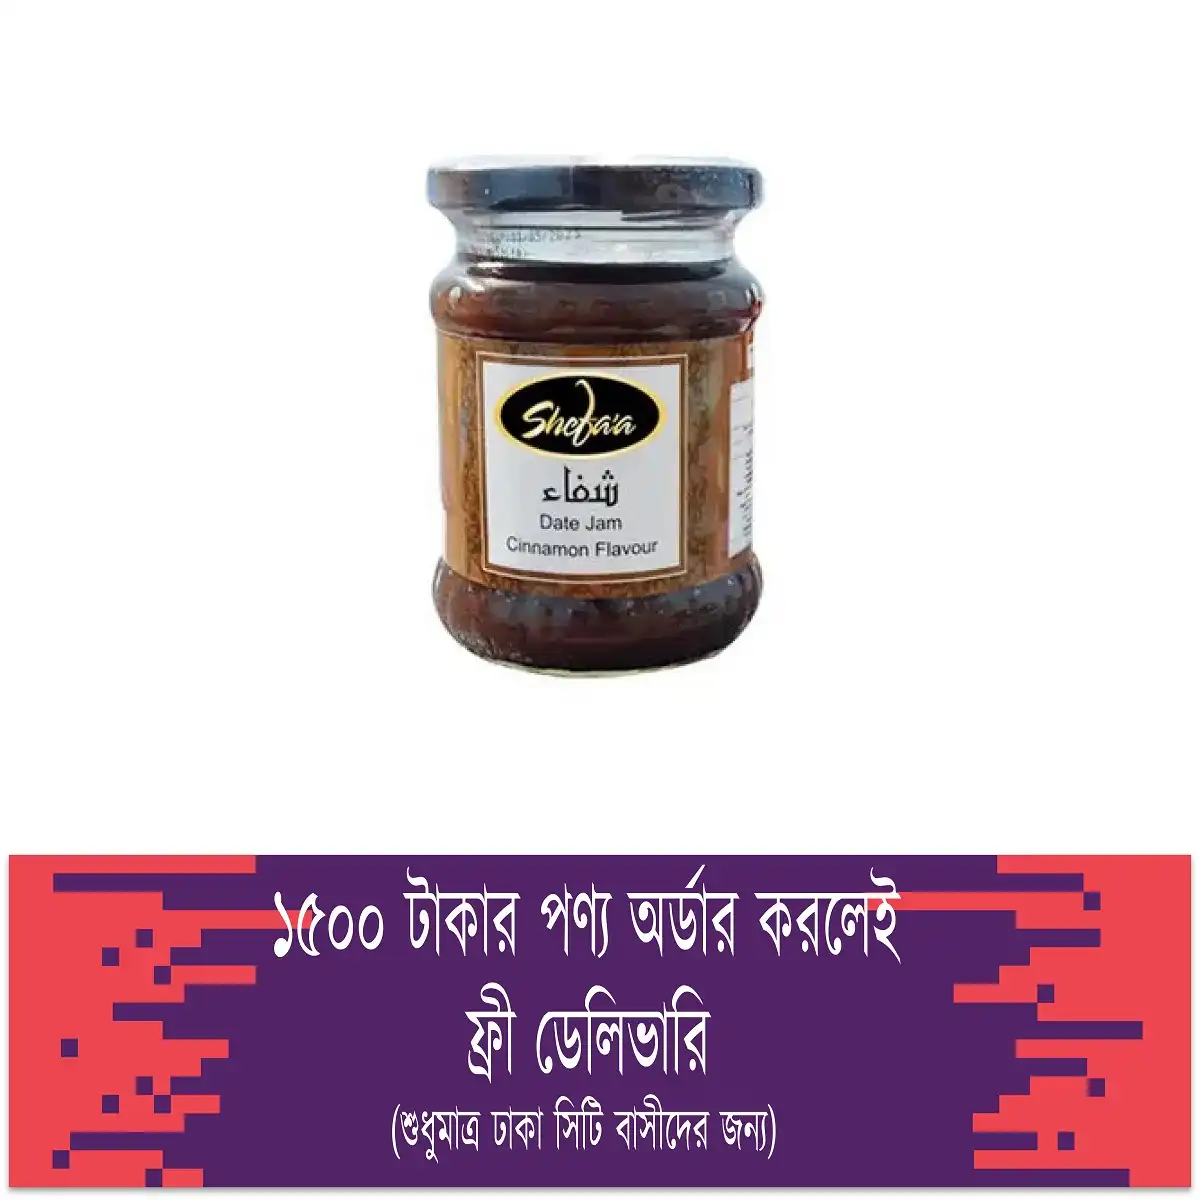 Shefa'a
شفاء
Date Jam
Cinnamon Flavour
১৫০০ টাকার পণ্য অর্ডার করলেই
ফ্রী ডেলিভারি
(শুধুমাত্র ঢাকা সিটি বাসীদের জন্য)